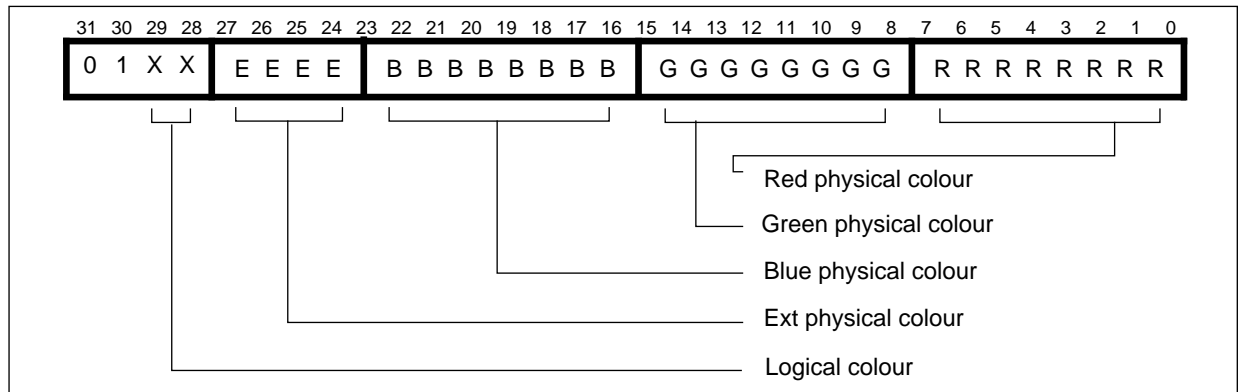 31 30 29 28 27 26 25 24 23 22 21 20 19 18 17 16 15 14 13 12 11 10 9 8 7 6 5 4 3 2 1 0
0 1 X X E E E E B B B B B B B B G G G G G G G G R R R R R R R R
Red physical colour
Green physical colour
Blue physical colour
Ext physical colour
Logical colour